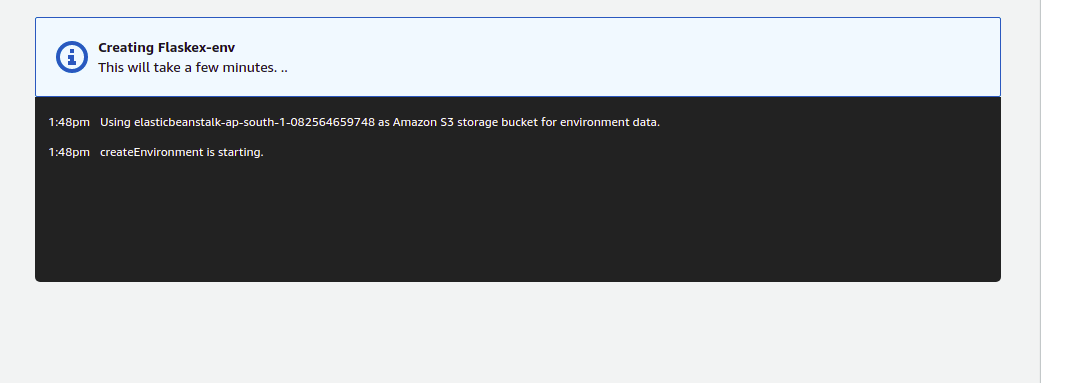 Creating Flaskex-env
This will take a few minutes. ..
1:48pm Using elasticbeanstalk-ap-south-1-082564659748 as Amazon S3 storage bucket for environment data.
1:48pm createEnvironment is starting.